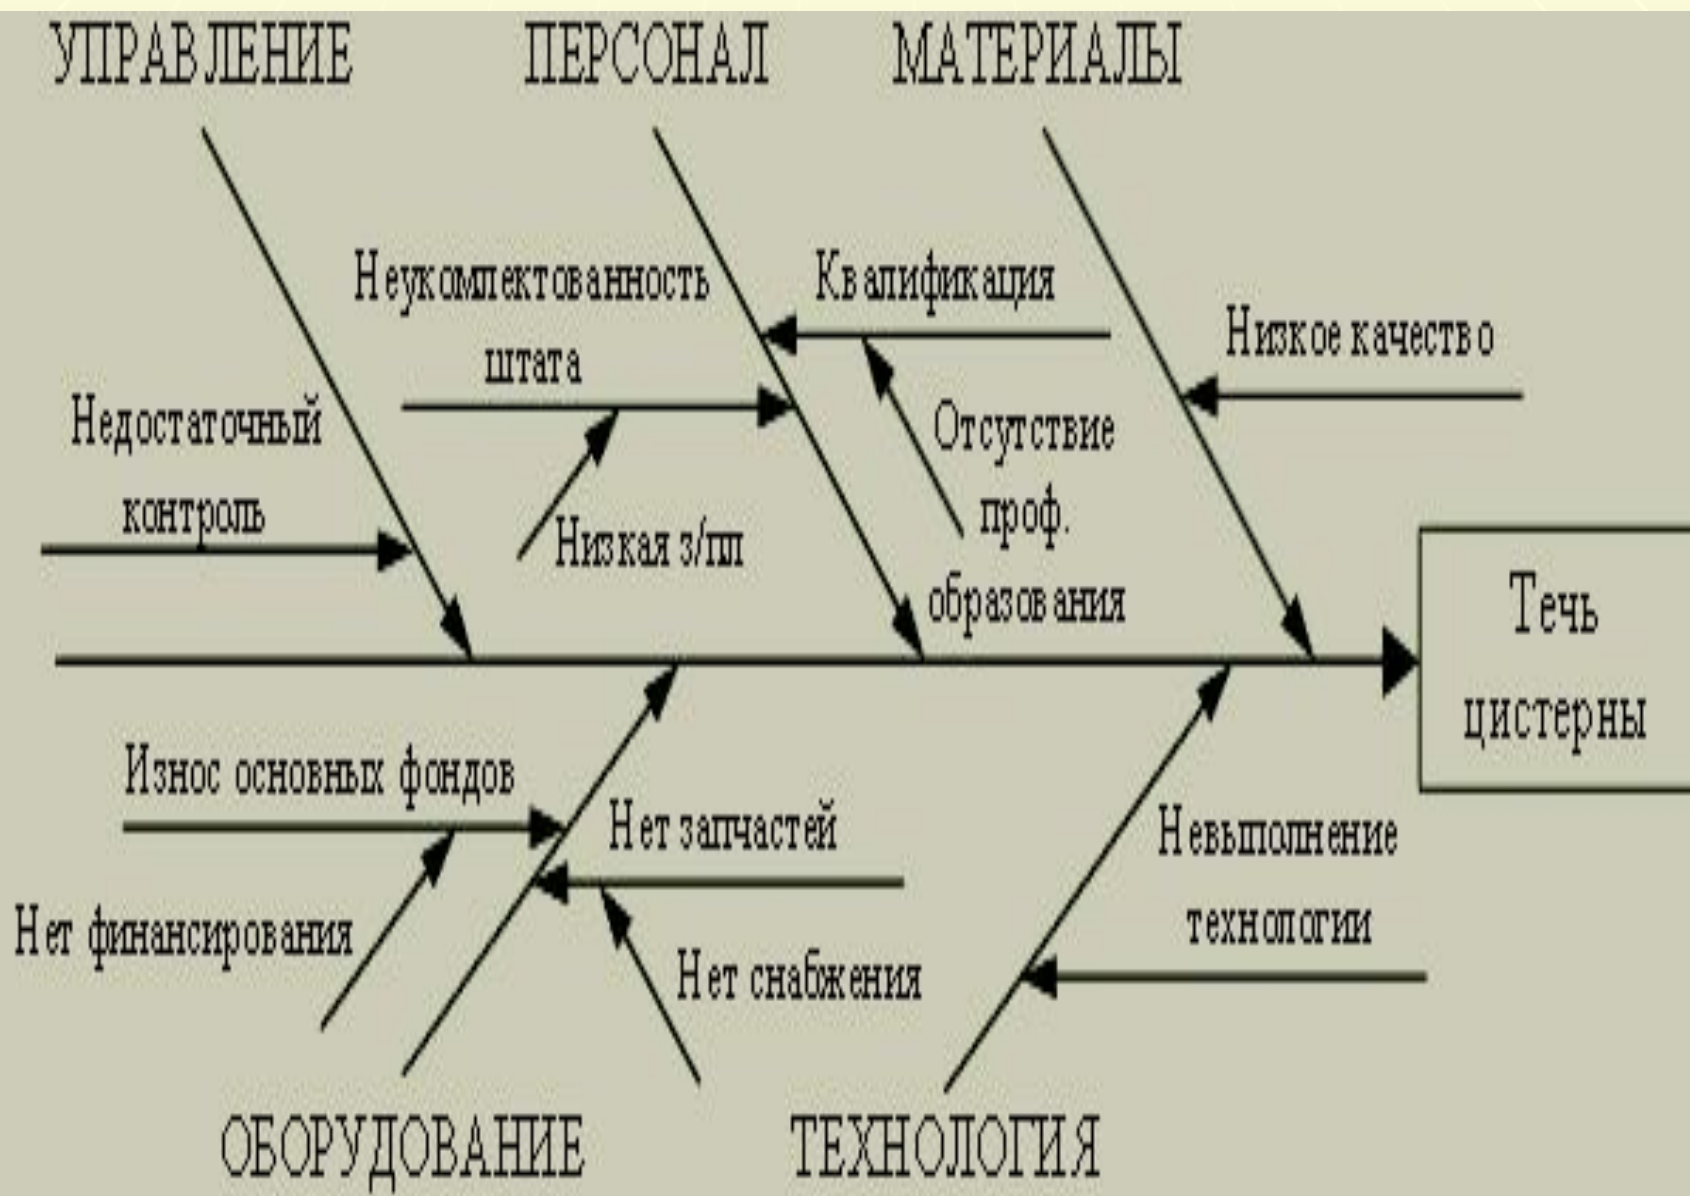 УПРАВЛЕНИЕ
ПЕРСОНАЛ
МАТЕРИАЛЫ
Неукомплектованность
штата
Квалификация
Низкое качество
Недостаточный
контроль
Низкая з/пл
Отсутствие
проф.
образования
Течь
цистерны
Износ основных фондов
Нет запчастей
Невыполнение
технологии
Нет финансирования
Нет снабжения
ОБОРУДОВАНИЕ
ТЕХНОЛОГИЯ